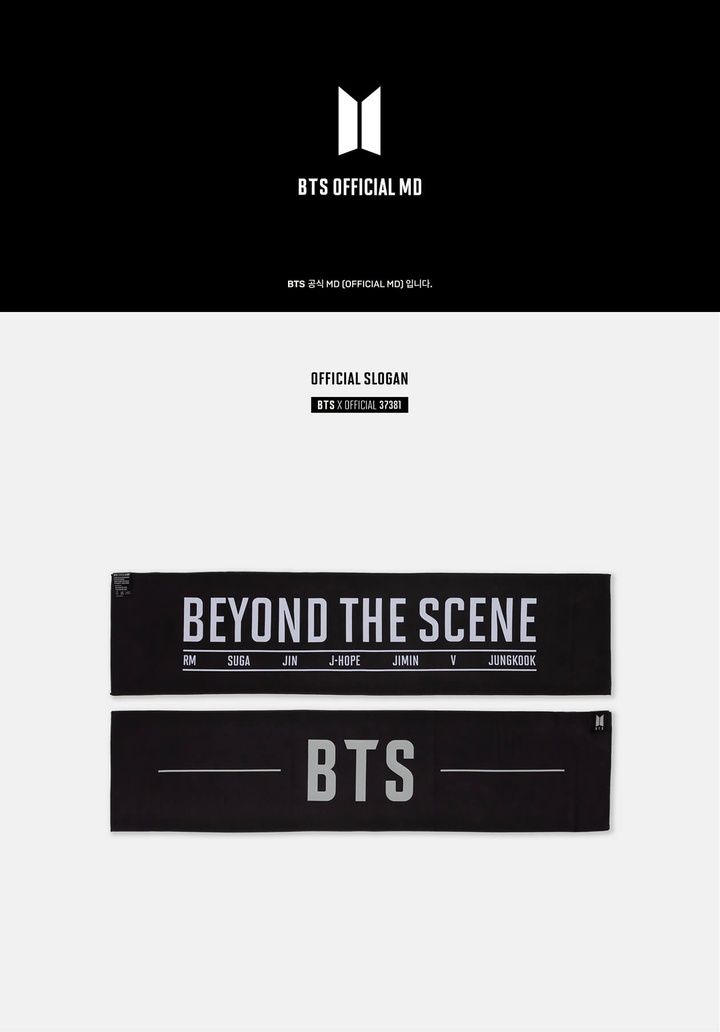 BTS OFFICIAL MD
BTS 공식 MD (OFFICIAL MD) 입니다.
OFFICIAL SLOGAN
BTS X OFFICIAL 37381
BEYOND THE SCENE
RM SUGA JIN J-HOPE JIMIN V JUNGKOOK
BTS
BTS